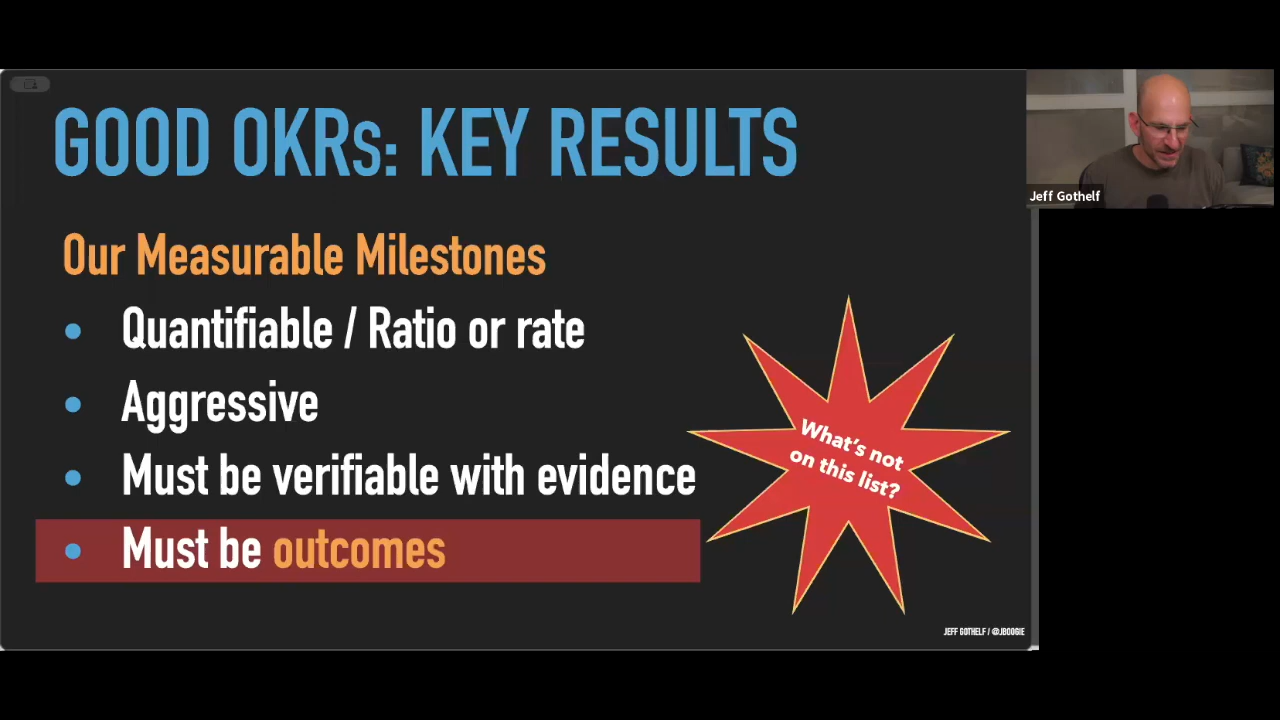 GOOD OKRs: KEY RESULTS
Our Measurable Milestones
Quantifiable / Ratio or rate
Aggressive
Must be verifiable with evidence
Must be outcomes
What's not
on this list?
JEFF GOTHELF / @JBOOGIE
Jeff Gothelf